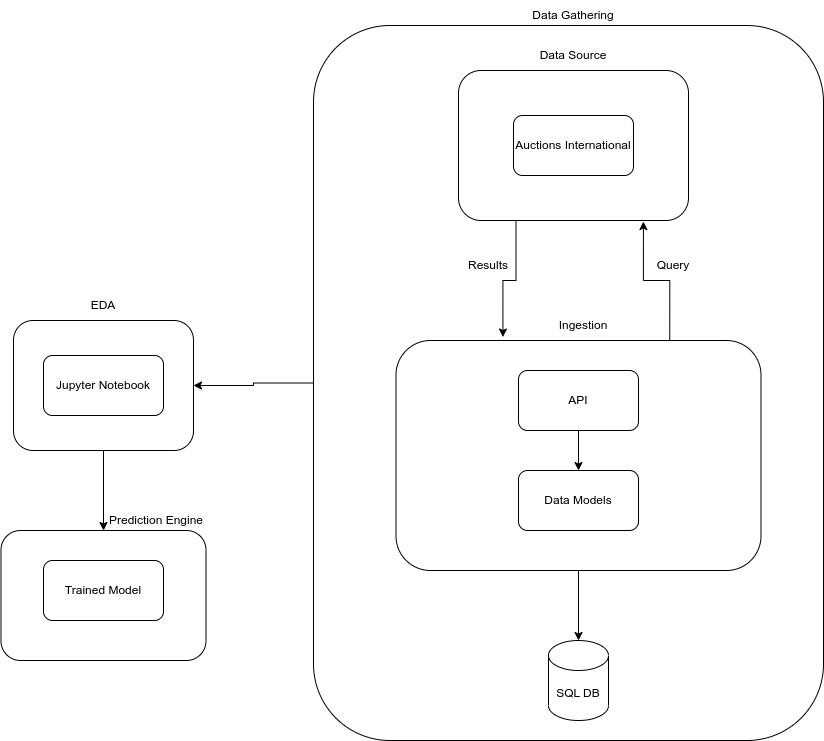 Data Gathering
Data Source
Auctions International
Results
Query
Ingestion
API
Data Models
SQL DB
EDA
Jupyter Notebook
Prediction Engine
Trained Model